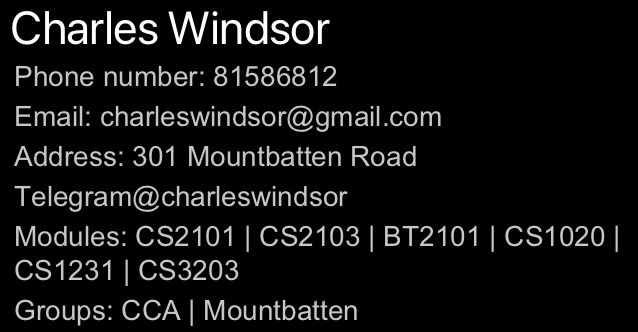 Charles Windsor
Phone number: 81586812
Email: charleswindsor@gmail.com
Address: 301 Mountbatten Road
Telegram@charleswindsor
Modules: CS2101 | CS2103 | BT2101 | CS1020 |
CS1231 | CS3203
Groups: CCA | Mountbatten